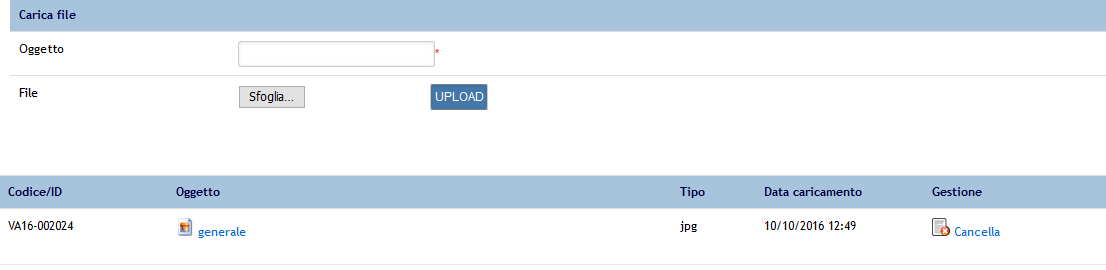 Carica file
Oggetto *
File Sfoglia... UPLOAD
Codice/ID Oggetto Tipo Data caricamento Gestione
VA16-002024 generale jpg 10/10/2016 12:49 Cancella